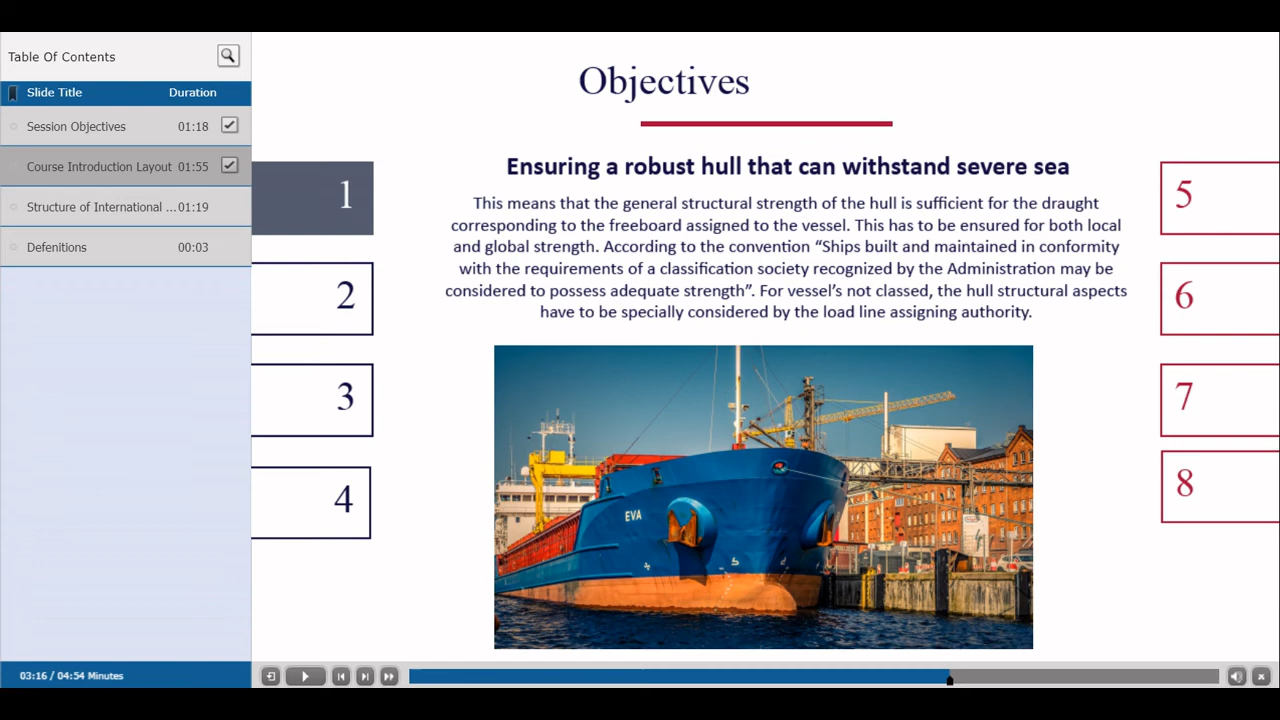 Table Of Contents
Slide Title Duration
Session Objectives 01:18
Course Introduction Layout 01:55
Structure of International ... 01:19
Defenitions 00:03
03:16 / 04:54 Minutes
Objectives
1
2
3
4
Ensuring a robust hull that can withstand severe sea
This means that the general structural strength of the hull is sufficient for the draught
corresponding to the freeboard assigned to the vessel. This has to be ensured for both local
and global strength. According to the convention “Ships built and maintained in conformity
with the requirements of a classification society recognized by the Administration may be
considered to possess adequate strength”. For vessel’s not classed, the hull structural aspects
have to be specially considered by the load line assigning authority.
EVA
5
6
7
8